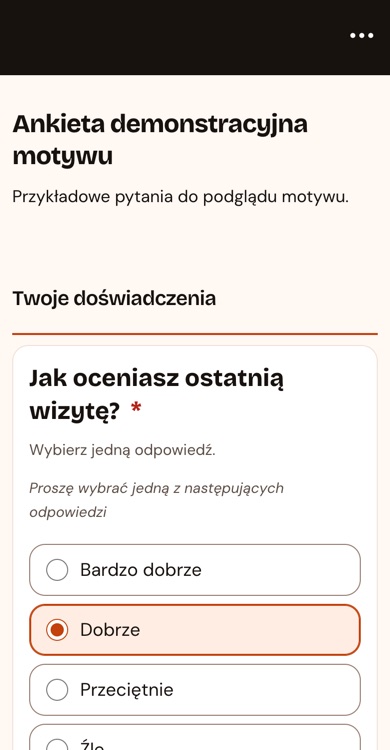 Ankieta demonstracyjna
motywu
Przykładowe pytania do podglądu motywu.
Twoje doświadczenia
Jak oceniasz ostatnią
wizytę? *
Wybierz jedną odpowiedź.
Proszę wybrać jedną z następujących
odpowiedzi
Bardzo dobrze
Dobrze
Przeciętnie
Źle